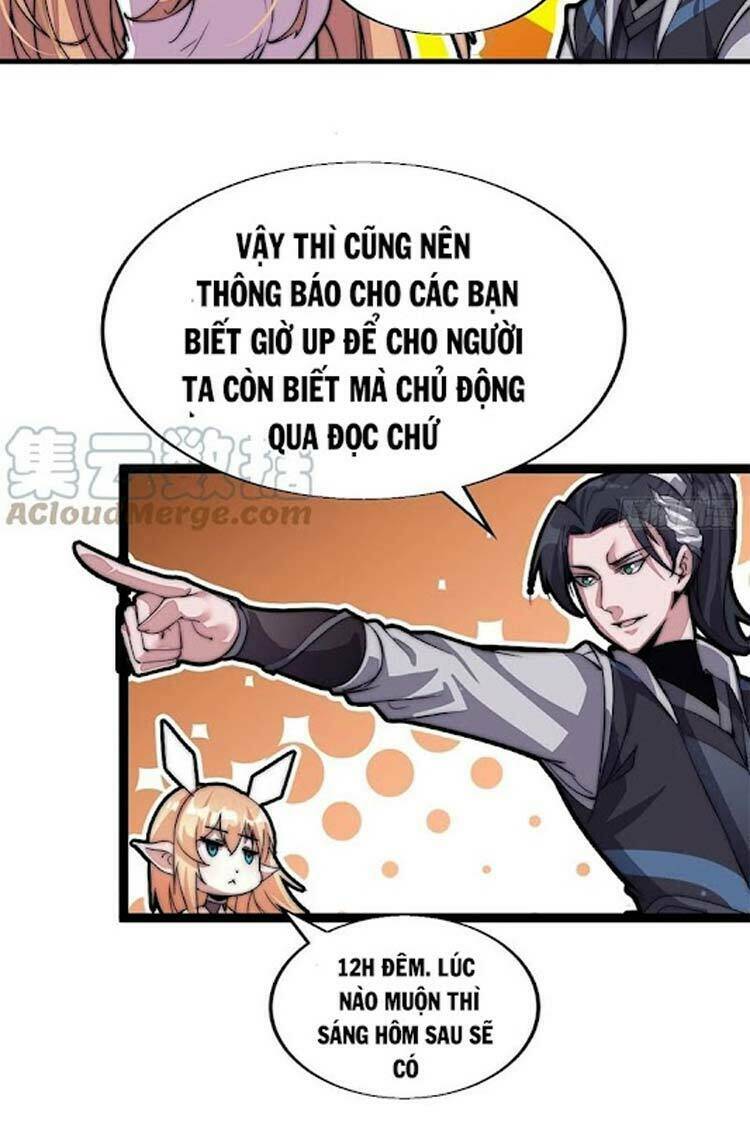 VẬY THÌ CŨNG NÊN
THÔNG BÁO CHO CÁC BẠN
BIẾT GIỜ UP ĐỂ CHO NGƯỜI
TA CÒN BIẾT MÀ CHỦ ĐỘNG
QUA ĐỌC CHỨ
集云数据
ACloudMerge.com
12H ĐÊM. LÚC
NÀO MUỘN THÌ
SÁNG HÔM SAU SẼ
CÓ